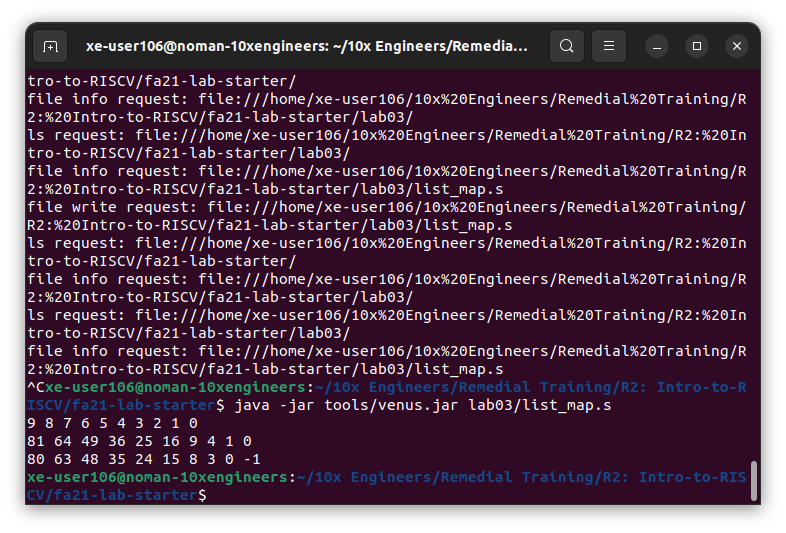 xe-user106@noman-10xengineers: ~/10x Engineers/Remedia...
tro-to-RISCV/fa21-lab-starter/
file info request: file:///home/xe-user106/10x%20Engineers/Remedial%20Training/R
2:%20Intro-to-RISCV/fa21-lab-starter/lab03/
ls request: file:///home/xe-user106/10x%20Engineers/Remedial%20Training/R2:%20In
tro-to-RISCV/fa21-lab-starter/lab03/
file info request: file:///home/xe-user106/10x%20Engineers/Remedial%20Training/R
2:%20Intro-to-RISCV/fa21-lab-starter/lab03/list_map.s
file write request: file:///home/xe-user106/10x%20Engineers/Remedial%20Training/
R2:%20Intro-to-RISCV/fa21-lab-starter/lab03/list_map.s
ls request: file:///home/xe-user106/10x%20Engineers/Remedial%20Training/R2:%20In
tro-to-RISCV/fa21-lab-starter/
file info request: file:///home/xe-user106/10x%20Engineers/Remedial%20Training/R
2:%20Intro-to-RISCV/fa21-lab-starter/lab03/
ls request: file:///home/xe-user106/10x%20Engineers/Remedial%20Training/R2:%20In
tro-to-RISCV/fa21-lab-starter/lab03/
file info request: file:///home/xe-user106/10x%20Engineers/Remedial%20Training/R
2:%20Intro-to-RISCV/fa21-lab-starter/lab03/list_map.s
^Cxe-user106@noman-10xengineers:~/10x Engineers/Remedial Training/R2: Intro-to-R
ISCV/fa21-lab-starter$ java -jar tools/venus.jar lab03/list_map.s
9 8 7 6 5 4 3 2 1 0
81 64 49 36 25 16 9 4 1 0
80 63 48 35 24 15 8 3 0 -1
xe-user106@noman-10xengineers:~/10x Engineers/Remedial Training/R2: Intro-to-RIS
CV/fa21-lab-starter$